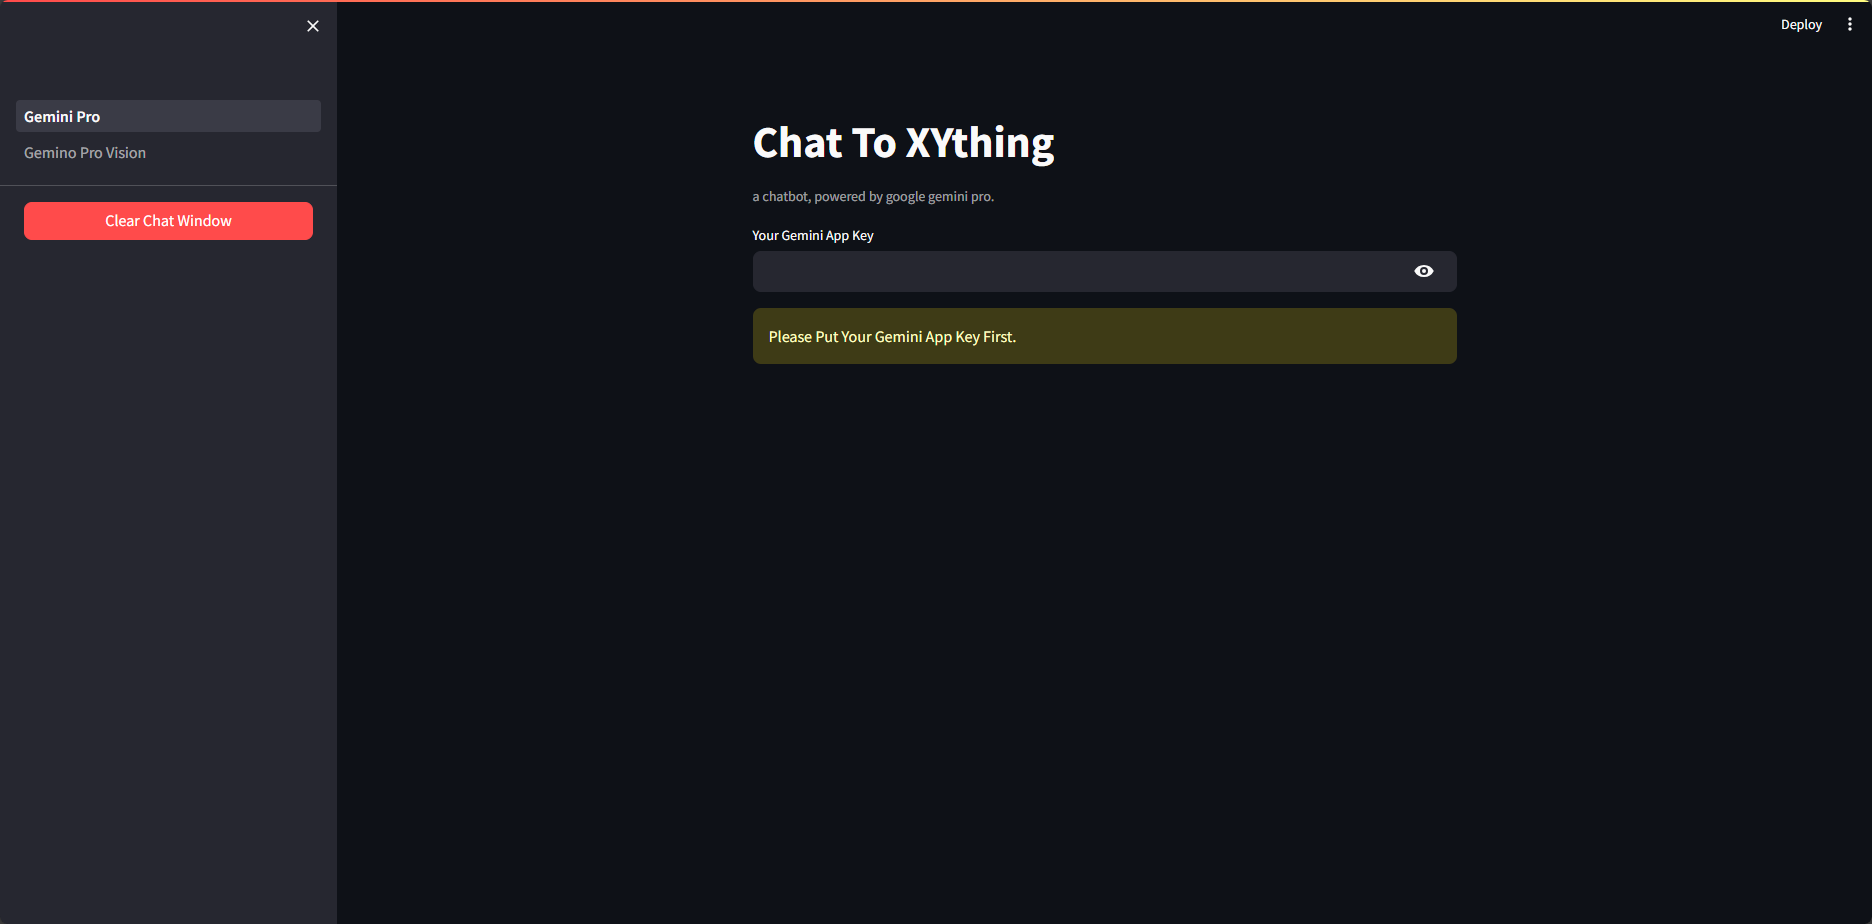 Deploy
Gemini Pro
Gemino Pro Vision
Clear Chat Window
Chat To XYthing
a chatbot, powered by google gemini pro.
Your Gemini App Key
Please Put Your Gemini App Key First.